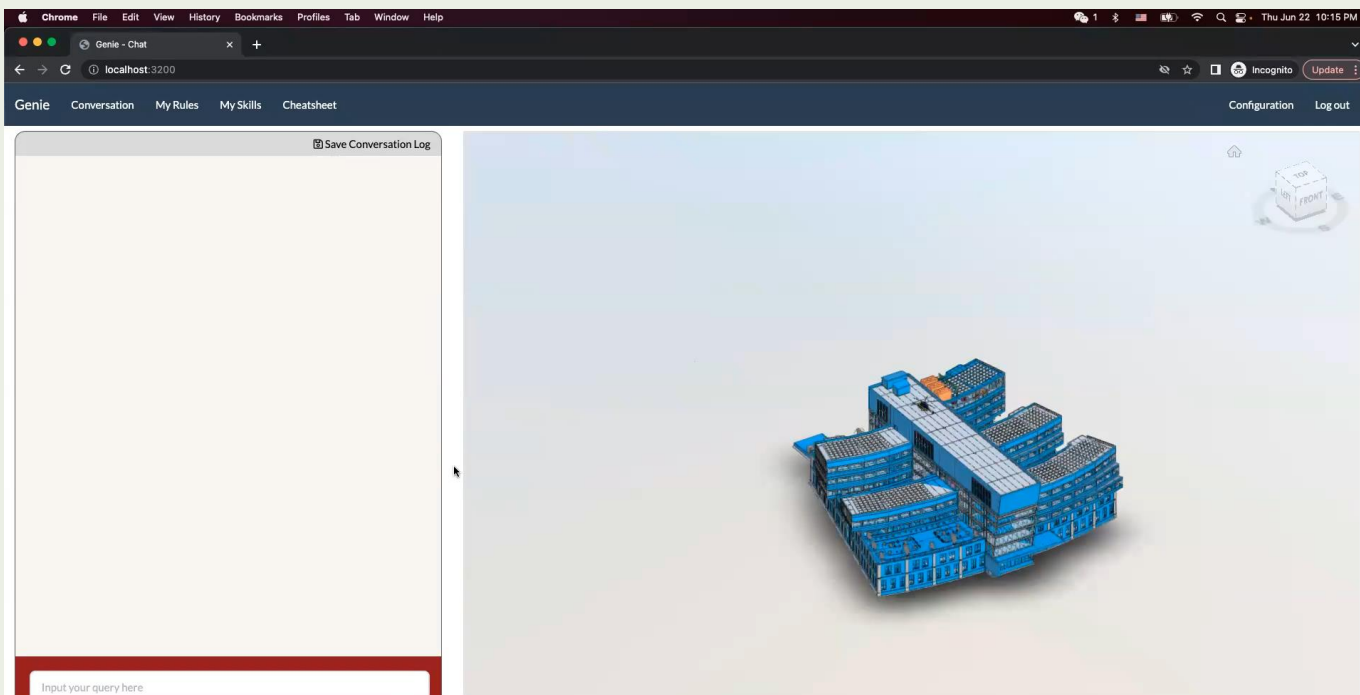 Chrome File Edit View History Bookmarks Profiles Tab Window Help 1 Thu Jun 22 10:15 PM
Genie - Chat
localhost:3200 Incognito Update
Genie Conversation My Rules My Skills Cheatsheet Configuration Log out
Save Conversation Log
TOP
FRONT
Input your query here